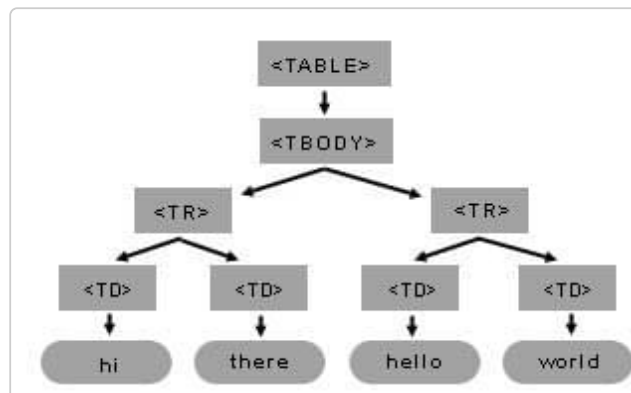 <TABLE>
<TBODY>
<TR> <TR>
<TD> <TD> <TD> <TD>
hi there hello world